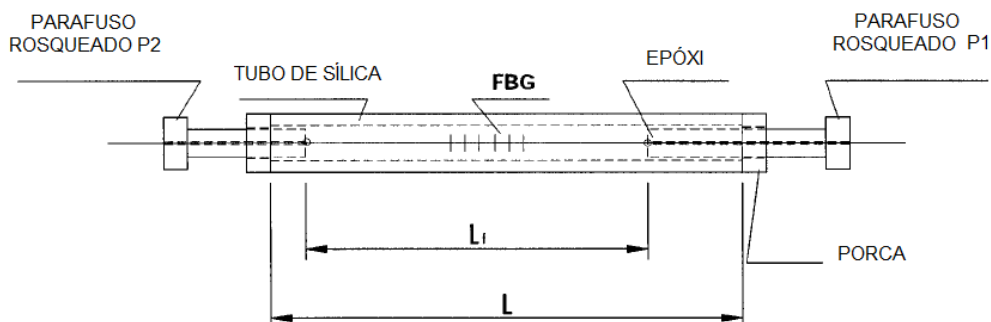 PARAFUSO
ROSQUEADO P2
PARAFUSO
ROSQUEADO P1
TUBO DE SÍLICA
FBG
EPÓXI
Lf
PORCA
L